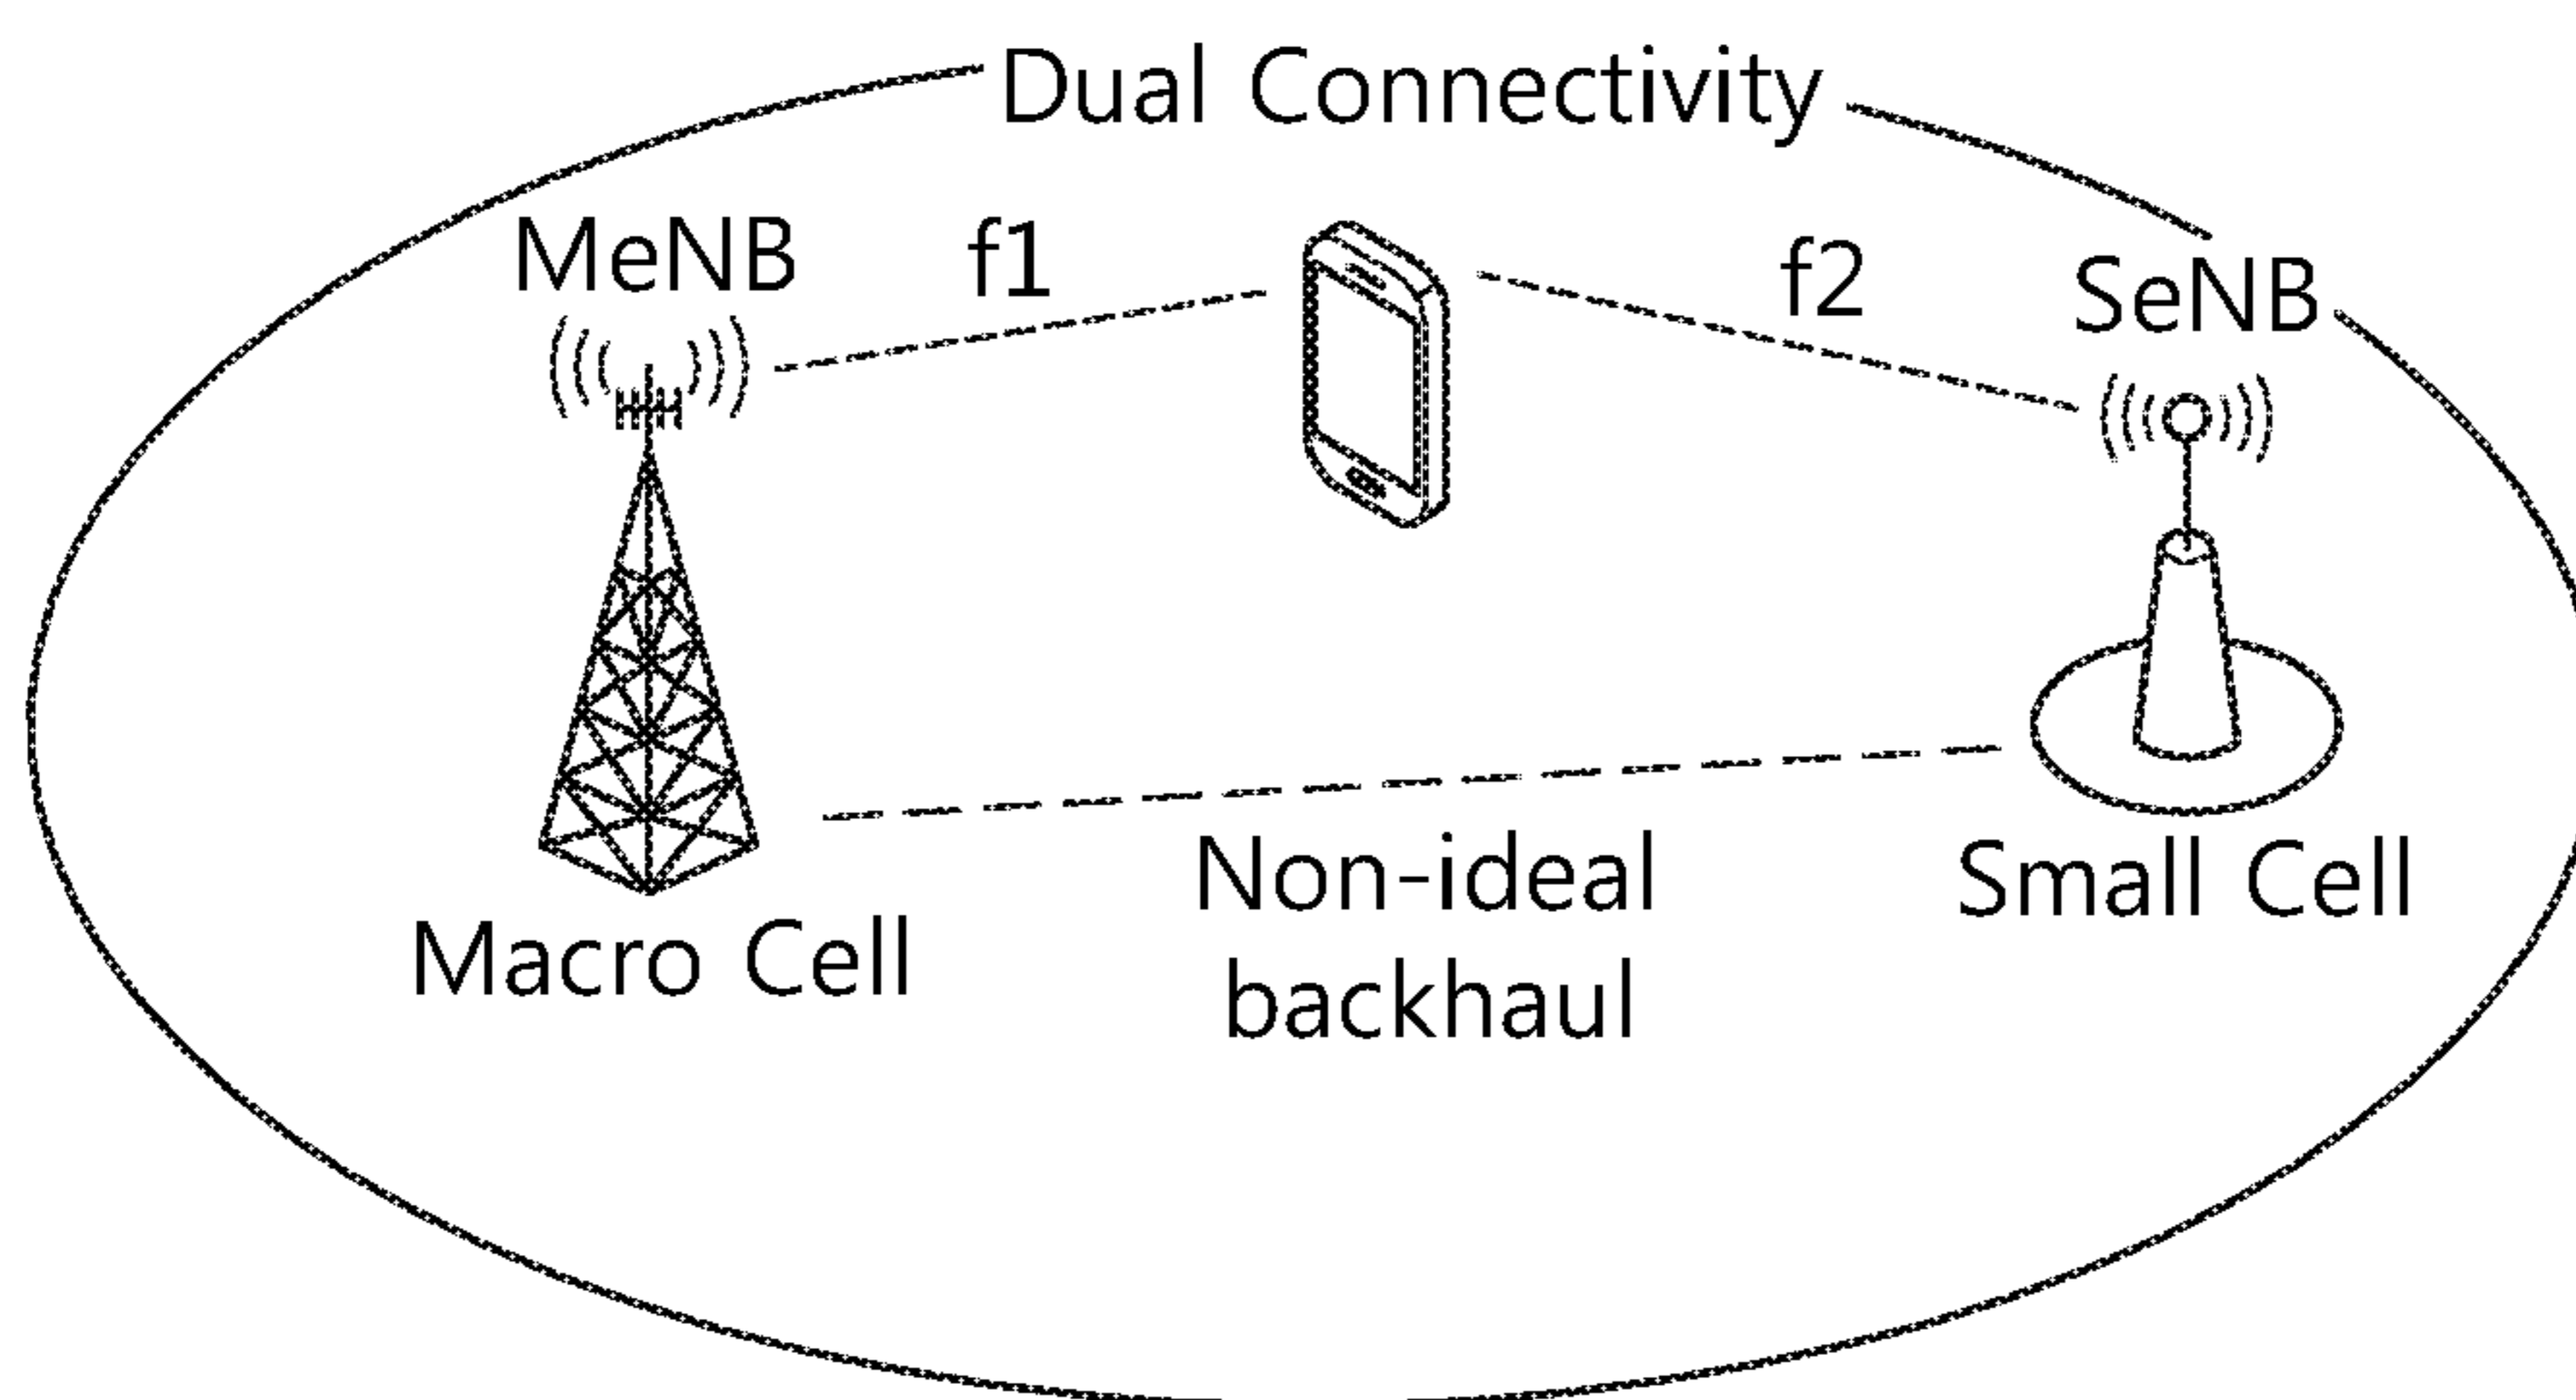 Dual Connectivity
MeNB
f1
f2
SeNB
Non-ideal
backhaul
Small Cell
Macro Cell